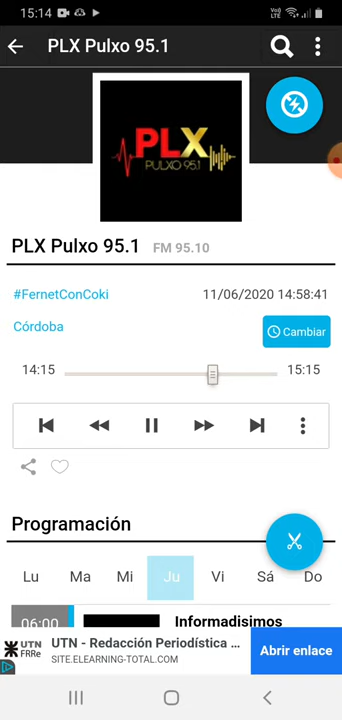 15:14
Vo)) LTE
PLX Pulxo 95.1
PLX
PULXO 95.1
PLX Pulxo 95.1 FM 95.10
#FernetConCoki 11/06/2020 14:58:41
Córdoba
Cambiar
14:15 15:15
Programación
Lu Ma Mi Ju Vi Sá Do
06:00 Informadisimos
UTN FRRe
UTN - Redacción Periodística ...
SITE.ELEARNING-TOTAL.COM
Abrir enlace